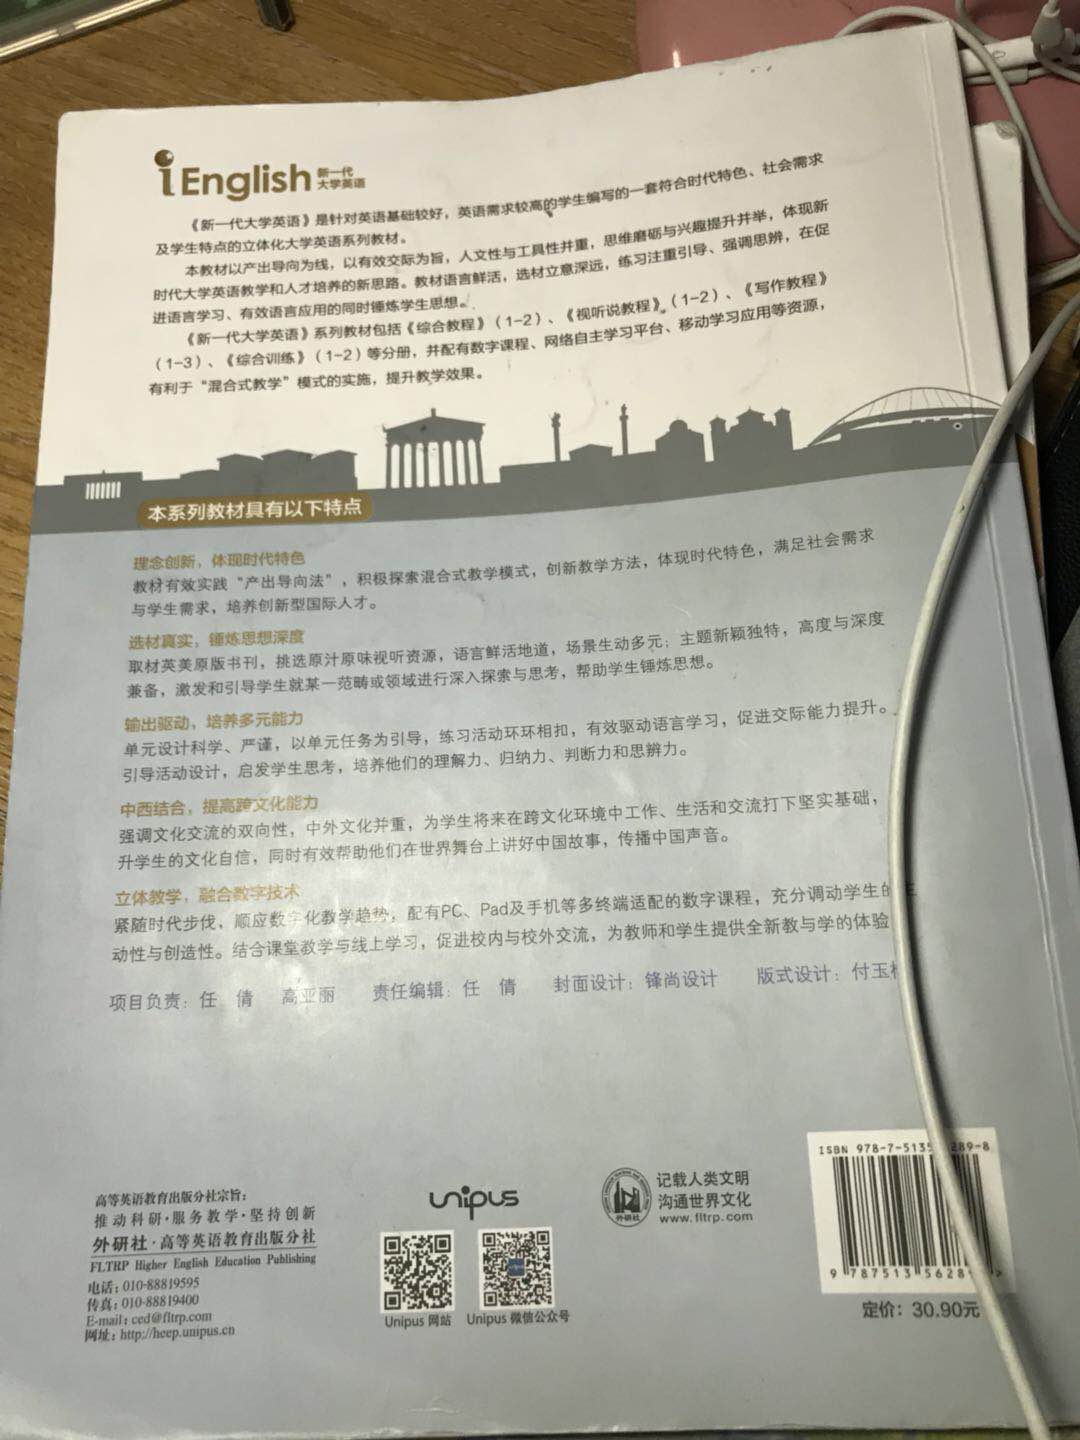 iEnglish 新一代
大学英语
《新一代大学英语》是针对英语基础较好，英语需求较高的学生编写的一套符合时代特色、社会需求
及学生特点的立体化大学英语系列教材。
本教材以产出导向为线，以有效交际为旨，人文性与工具性并重，思维磨砺与兴趣提升并举，体现新
时代大学英语教学和人才培养的新思路。教材语言鲜活，选材立意深远，练习注重引导、强调思辨，在促
进语言学习、有效语言应用的同时锤炼学生思想。
《新一代大学英语》系列教材包括《综合教程》（1-2）、《视听说教程》（1-2）、《写作教程》
（1-3）、《综合训练》（1-2）等分册，并配有数字课程、网络自主学习平台、移动学习应用等资源，
有利于“混合式教学”模式的实施，提升教学效果。
本系列教材具有以下特点
理念创新，体现时代特色
教材有效实践“产出导向法”，积极探索混合式教学模式，创新教学方法，体现时代特色，满足社会需求
与学生需求，培养创新型国际人才。
选材真实，锤炼思想深度
取材英美原版书刊，挑选原汁原味视听资源，语言鲜活地道，场景生动多元；主题新颖独特，高度与深度
兼备，激发和引导学生就某一范畴或领域进行深入探索与思考，帮助学生锤炼思想。
输出驱动，培养多元能力
单元设计科学、严谨，以单元任务为引导，练习活动环环相扣，有效驱动语言学习，促进交际能力提升。
引导活动设计，启发学生思考，培养他们的理解力、归纳力、判断力和思辨力。
中西结合，提高跨文化能力
强调文化交流的双向性，中外文化并重，为学生将来在跨文化环境中工作、生活和交流打下坚实基础，
升学生的文化自信，同时有效帮助他们在世界舞台上讲好中国故事，传播中国声音。
立体教学，融合数字技术
紧随时代步伐，顺应数字化教学趋势，配有PC、Pad及手机等多终端适配的数字课程，充分调动学生的主
动性与创造性。结合课堂教学与线上学习，促进校内与校外交流，为教师和学生提供全新教与学的体验
项目负责：任 倩 高亚丽 责任编辑：任 倩 封面设计：锋尚设计 版式设计：付玉
高等英语教育出版分社宗旨：
推动科研·服务教学·坚持创新
外研社·高等英语教育出版分社
FLTRP Higher English Education Publishing
电话：010-88819595
传真：010-88819400
E-mail：ced@fltrp.com
网址：http://heep.unipus.cn
unipus
Unipus 网站
Unipus 微信公众号
外研社
记载人类文明
沟通世界文化
www.fltrp.com
ISBN 978-7-5135 289-8
9 787513 5628
定价：30.90元